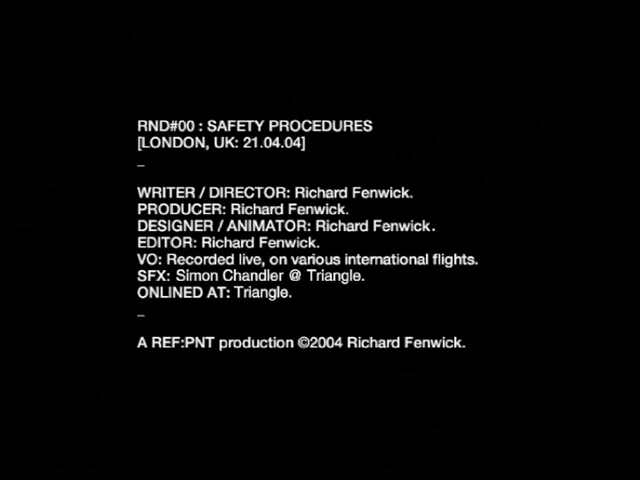 RND#00 : SAFETY PROCEDURES
[LONDON, UK: 21.04.04]
_
WRITER / DIRECTOR: Richard Fenwick.
PRODUCER: Richard Fenwick.
DESIGNER / ANIMATOR: Richard Fenwick.
EDITOR: Richard Fenwick.
VO: Recorded live, on various international flights.
SFX: Simon Chandler @ Triangle.
ONLINED AT: Triangle.
_
A REF:PNT production ©2004 Richard Fenwick.